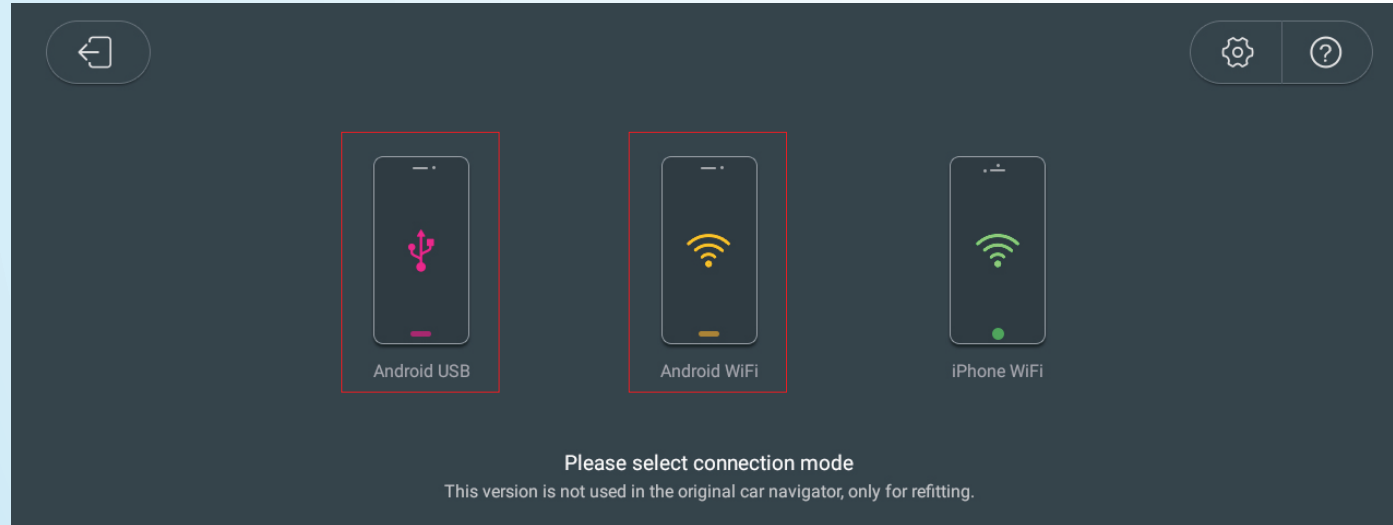 Android USB
Android WiFi
iPhone WiFi
Please select connection mode
This version is not used in the original car navigator, only for refitting.